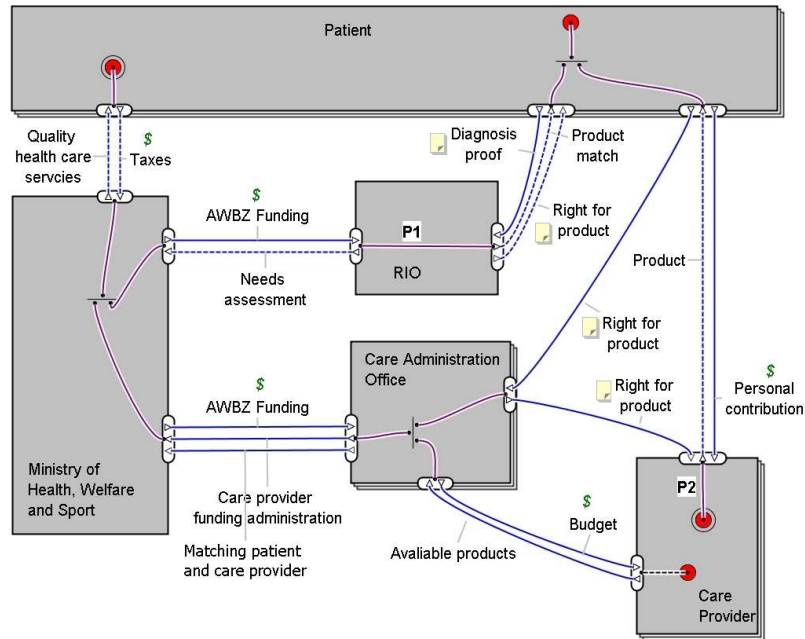 Patient
Quality
health care
servcies
$
Taxes
Diagnosis
proof
Product
match
$
AWBZ Funding
P1
Right for
product
Needs
assessment
RIO
Product
Right for
product
Care Administration
Office
$
AWBZ Funding
Right for
product
$
Personal
contribution
Ministry of
Health, Welfare
and Sport
Care provider
funding administration
P2
$
Budget
Matching patient
and care provider
Avaliable products
Care
Provider